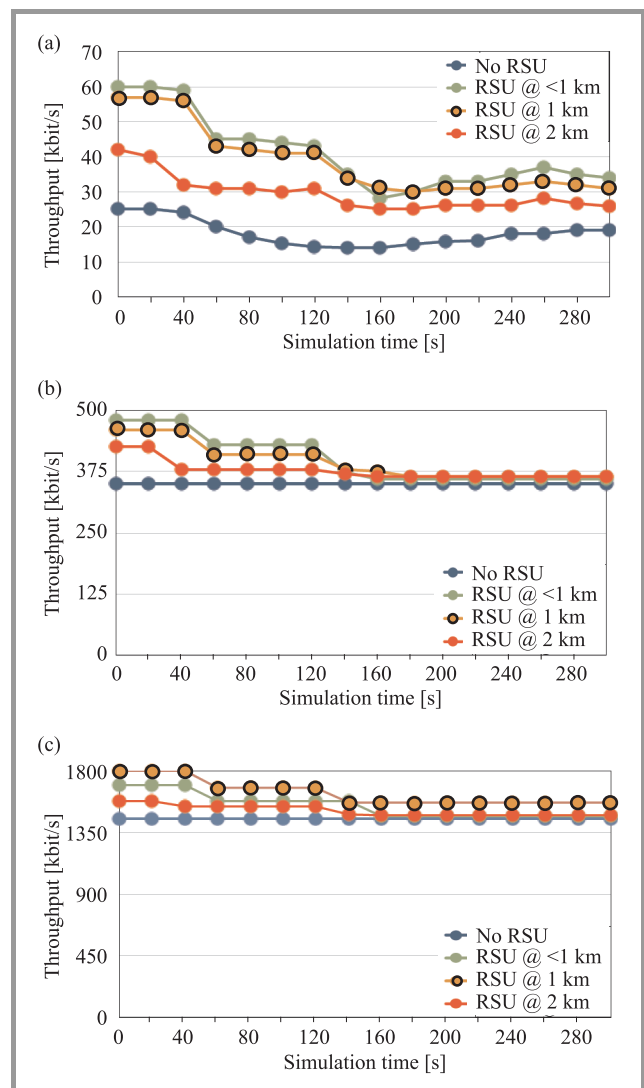 (a)
70
60
50
40
30
20
10
0
Throughput [kbit/s]
No RSU
RSU @ <1 km
RSU @ 1 km
RSU @ 2 km
0 40 80 120 160 200 240 280
Simulation time [s]
(b)
500
375
250
125
0
Throughput [kbit/s]
No RSU
RSU @ <1 km
RSU @ 1 km
RSU @ 2 km
0 40 80 120 160 200 240 280
Simulation time [s]
(c)
1800
1350
900
450
0
Throughput [kbit/s]
No RSU
RSU @ <1 km
RSU @ 1 km
RSU @ 2 km
0 40 80 120 160 200 240 280
Simulation time [s]